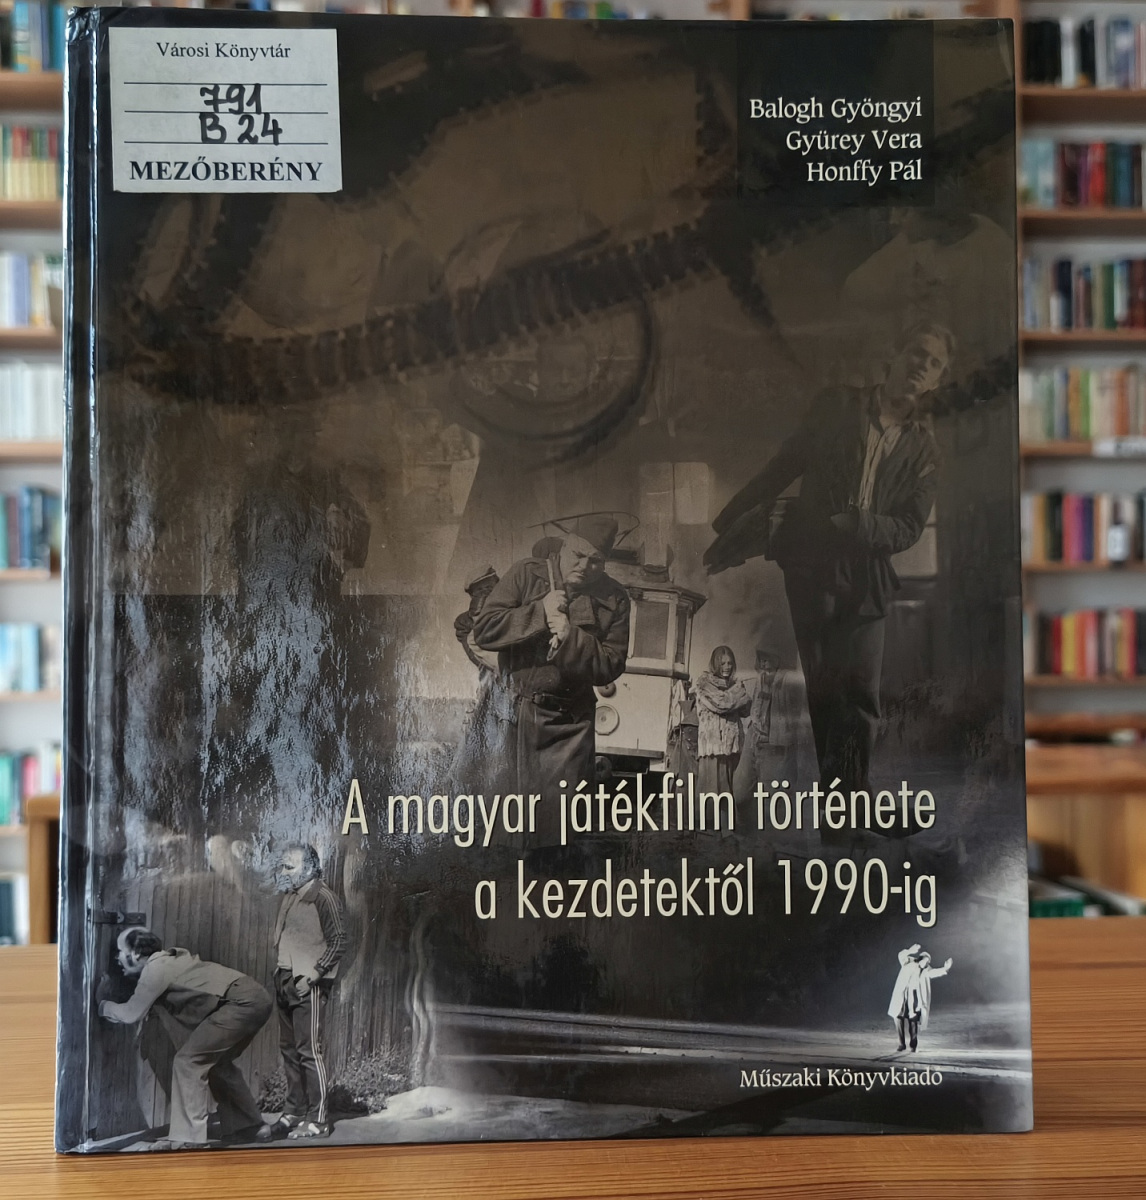 Városi Könyvtár
791
B 24
MEZŐBERÉNY
Balogh Gyöngyi
Gyürey Vera
Honffy Pál
A magyar játékfilm története
a kezdetektől 1990-ig
Műszaki Könyvkiadó